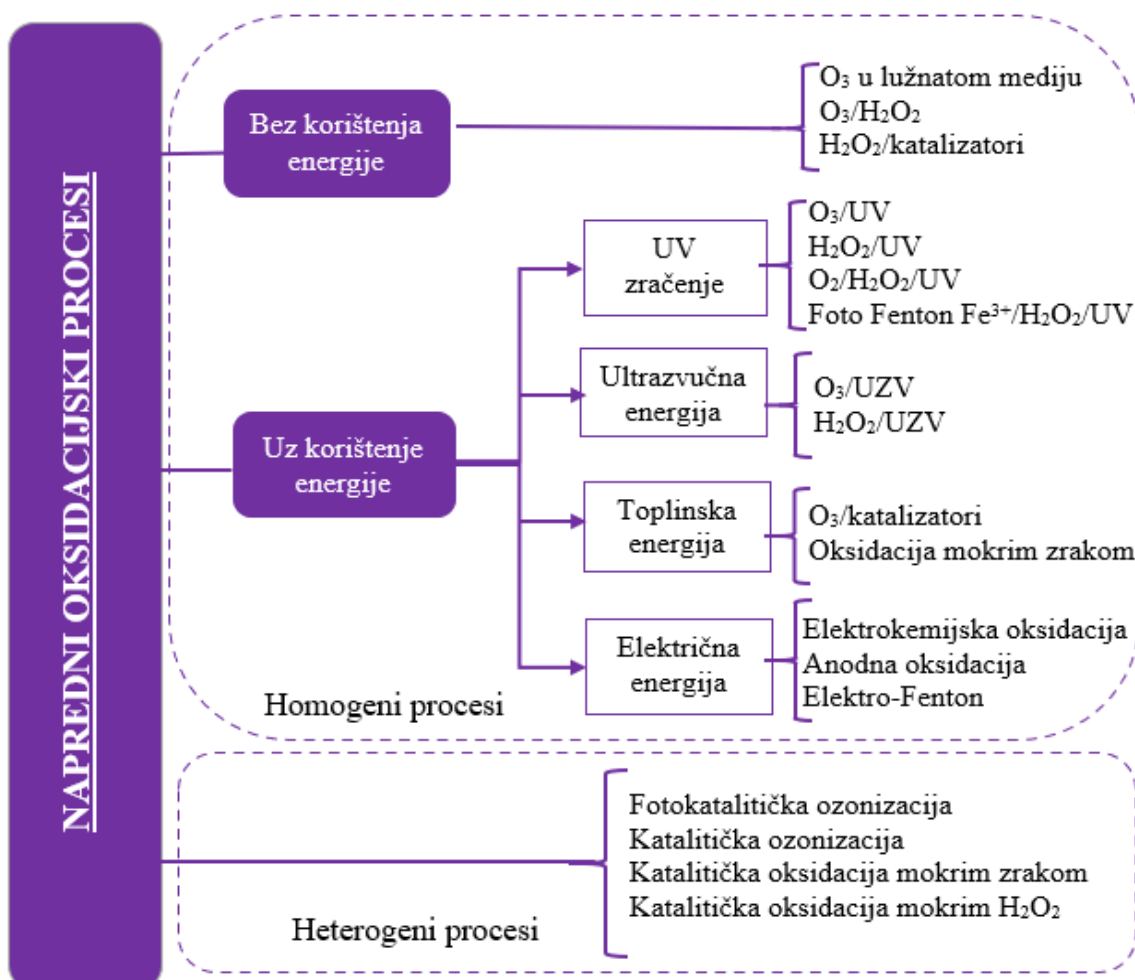 NAPREDNI OKSIDACIJSKI PROCESI
Bez korištenja
energije
O₃ u lužnatom mediju
O₃/H₂O₂
H₂O₂/katalizatori
Uz korištenje
energije
UV
zračenje
O₃/UV
H₂O₂/UV
O₂/H₂O₂/UV
Foto Fenton Fe³⁺/H₂O₂/UV
Ultrazvučna
energija
O₃/UZV
H₂O₂/UZV
Toplinska
energija
O₃/katalizatori
Oksidacija mokrim zrakom
Električna
energija
Elektrokemijska oksidacija
Anodna oksidacija
Elektro-Fenton
Homogeni procesi
Fotokatalitička ozonizacija
Katalitička ozonizacija
Katalitička oksidacija mokrim zrakom
Katalitička oksidacija mokrim H₂O₂
Heterogeni procesi